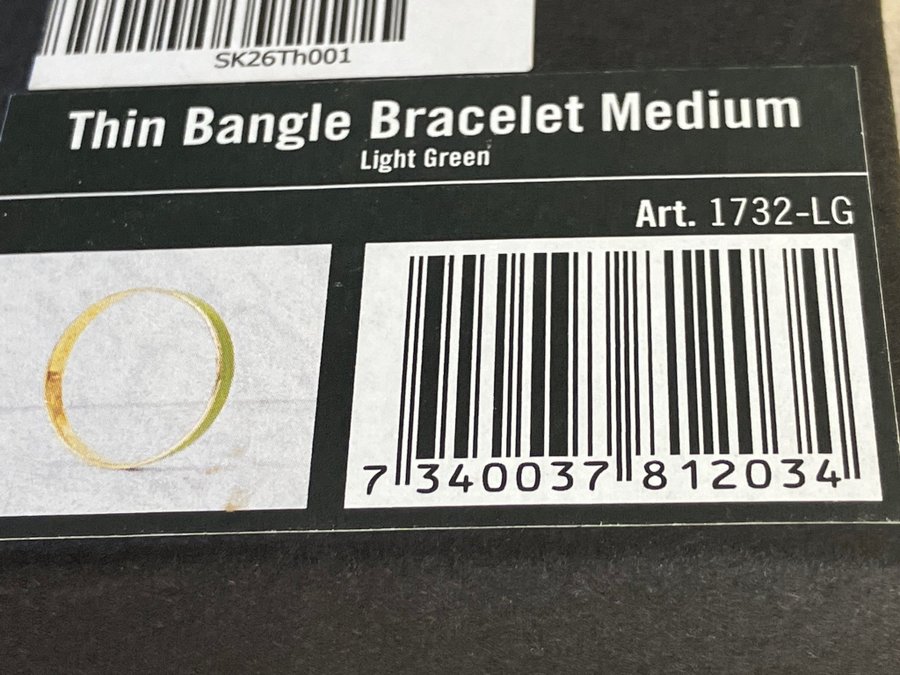 SK26Th001
Thin Bangle Bracelet Medium
Light Green
Art. 1732-LG
7 340037 812034